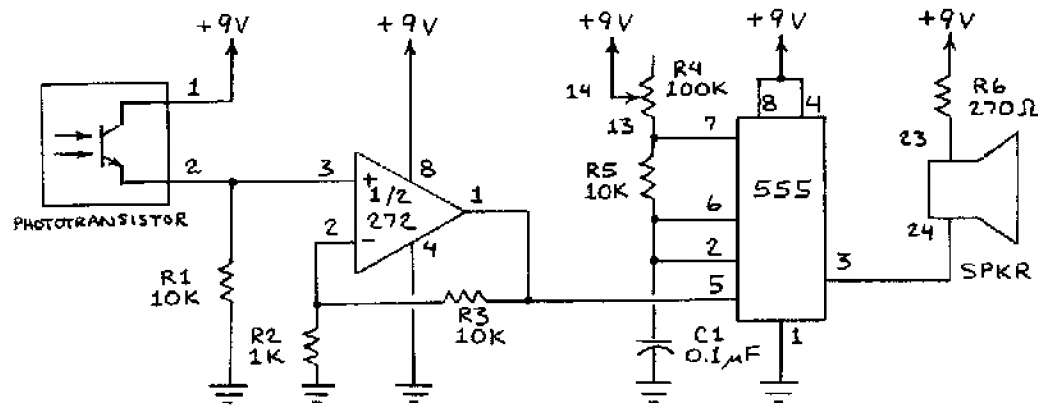 +9V
+9V
+9V
+9V
+9V
1
2
PHOTOTRANSISTOR
R1
10K
3
+
1/2
272
2
-
8
4
1
R2
1K
R3
10K
14
R4
100K
13
R5
10K
7
6
2
5
8
4
555
3
1
C1
0.1μF
R6
270Ω
23
24
SPKR